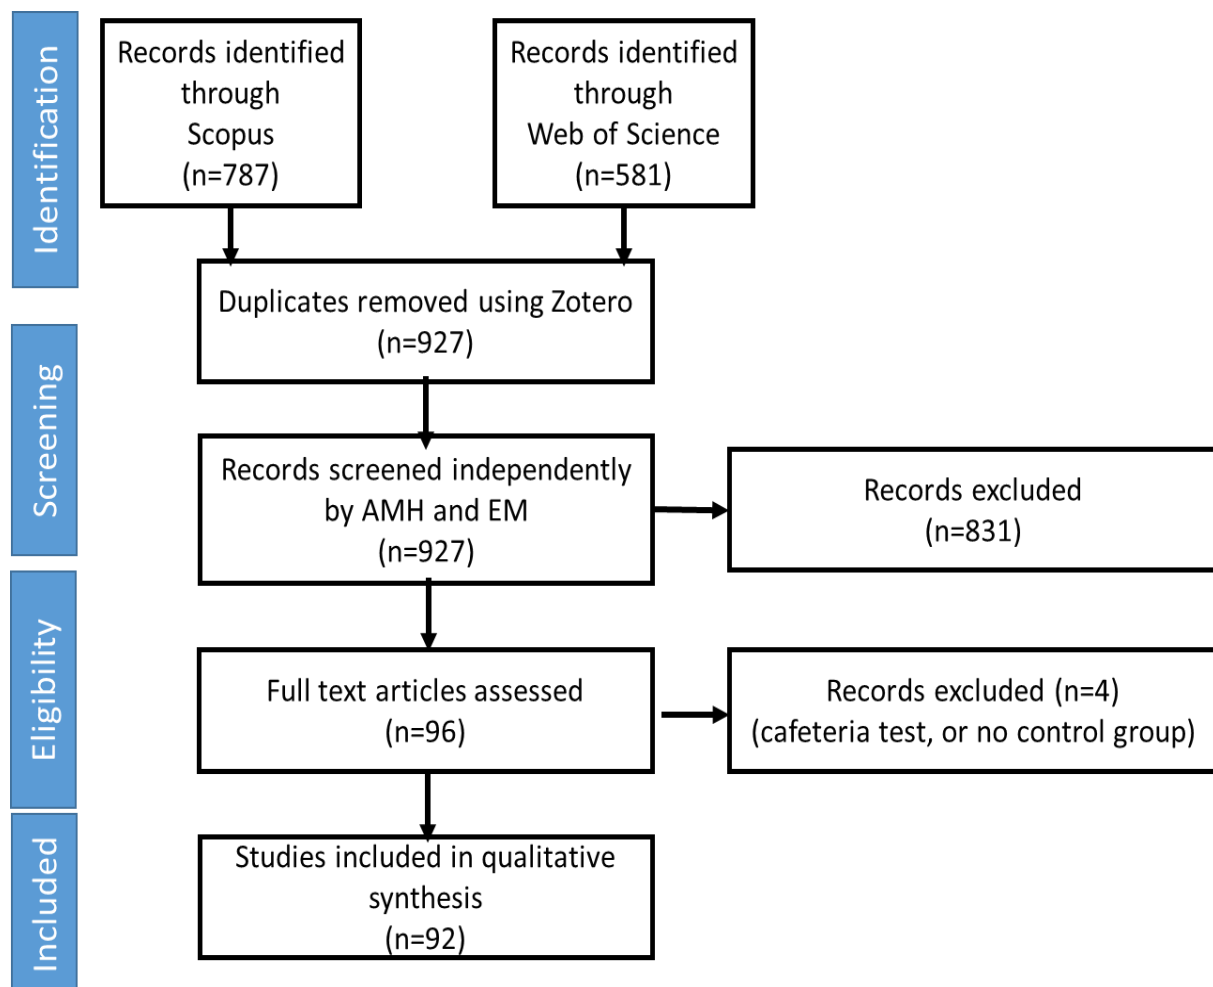 Identification
Records identified
through
Scopus
(n=787)
Records identified
through
Web of Science
(n=581)
Duplicates removed using Zotero
(n=927)
Screening
Records screened independently
by AMH and EM
(n=927)
Records excluded
(n=831)
Eligibility
Full text articles assessed
(n=96)
Records excluded (n=4)
(cafeteria test, or no control group)
Included
Studies included in qualitative
synthesis
(n=92)